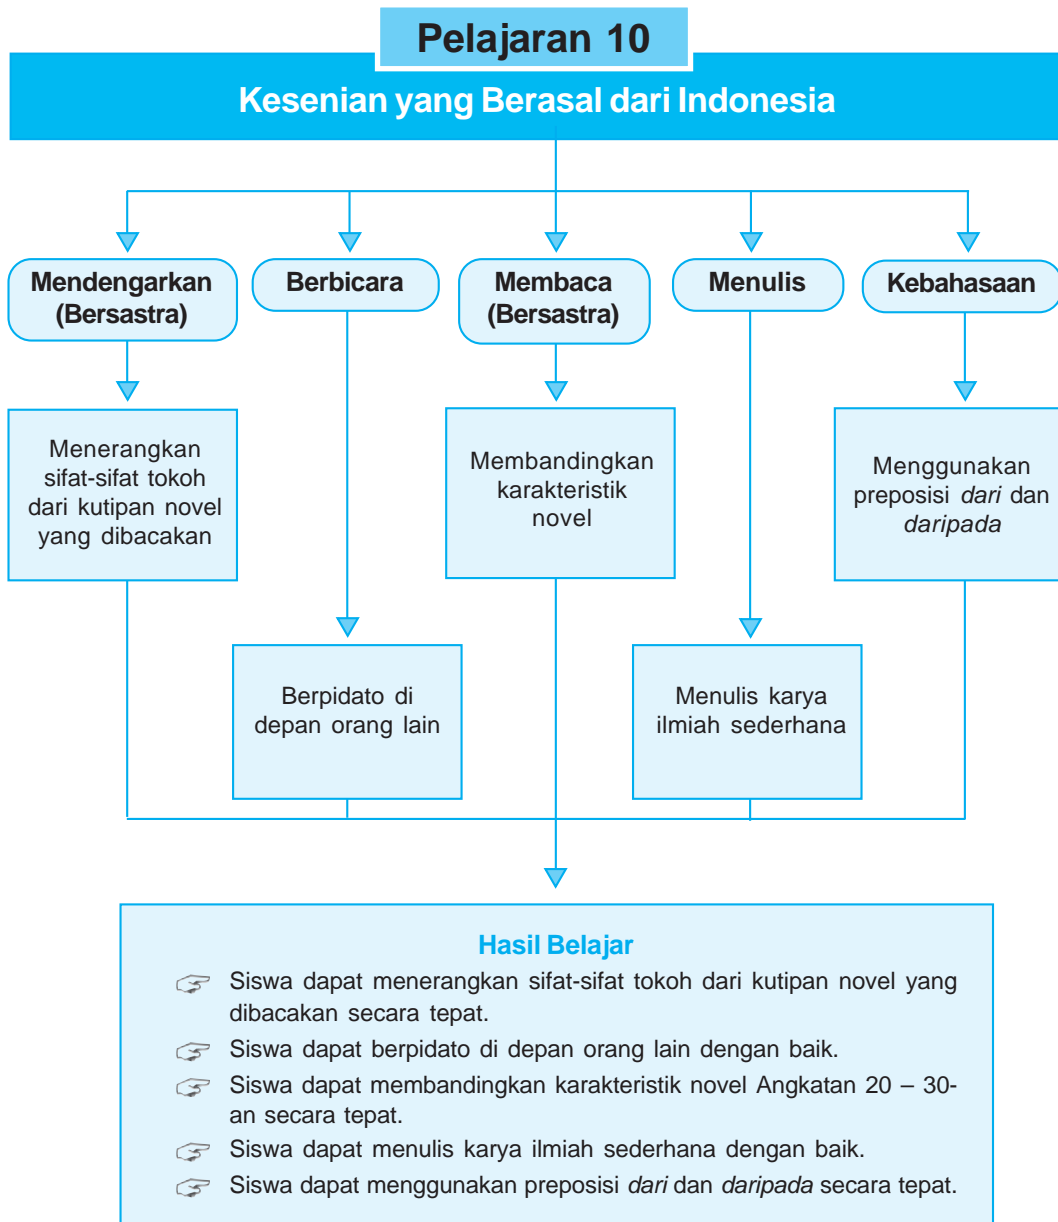 Pelajaran 10
Kesenian yang Berasal dari Indonesia
Mendengarkan
(Bersastra)
Berbicara
Membaca
(Bersastra)
Menulis
Kebahasaan
Menerangkan
sifat-sifat tokoh
dari kutipan novel
yang dibacakan
Membandingkan
karakteristik
novel
Menggunakan
preposisi dari dan
daripada
Berpidato di
depan orang lain
Menulis karya
ilmiah sederhana
Hasil Belajar
Siswa dapat menerangkan sifat-sifat tokoh dari kutipan novel yang
dibacakan secara tepat.
Siswa dapat berpidato di depan orang lain dengan baik.
Siswa dapat membandingkan karakteristik novel Angkatan 20 – 30-
an secara tepat.
Siswa dapat menulis karya ilmiah sederhana dengan baik.
Siswa dapat menggunakan preposisi dari dan daripada secara tepat.